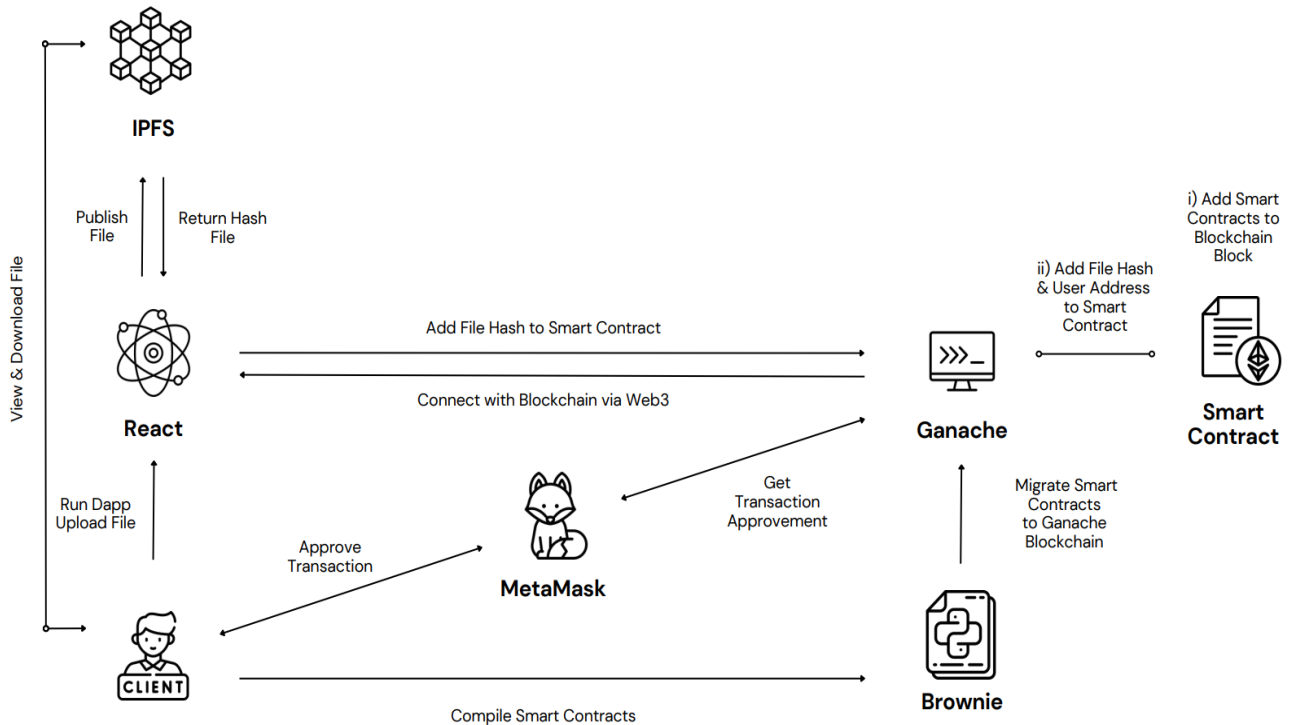 IPFS
Publish
File
Return Hash
File
View & Download File
i) Add Smart
Contracts to
Blockchain
Block
ii) Add File Hash
& User Address
to Smart
Contract
Add File Hash to Smart Contract
>>>_
Connect with Blockchain via Web3
React
Ganache
Smart
Contract
Run Dapp
Upload File
Get
Transaction
Approvement
Migrate Smart
Contracts
to Ganache
Blockchain
Approve
Transaction
MetaMask
CLIENT
Brownie
Compile Smart Contracts